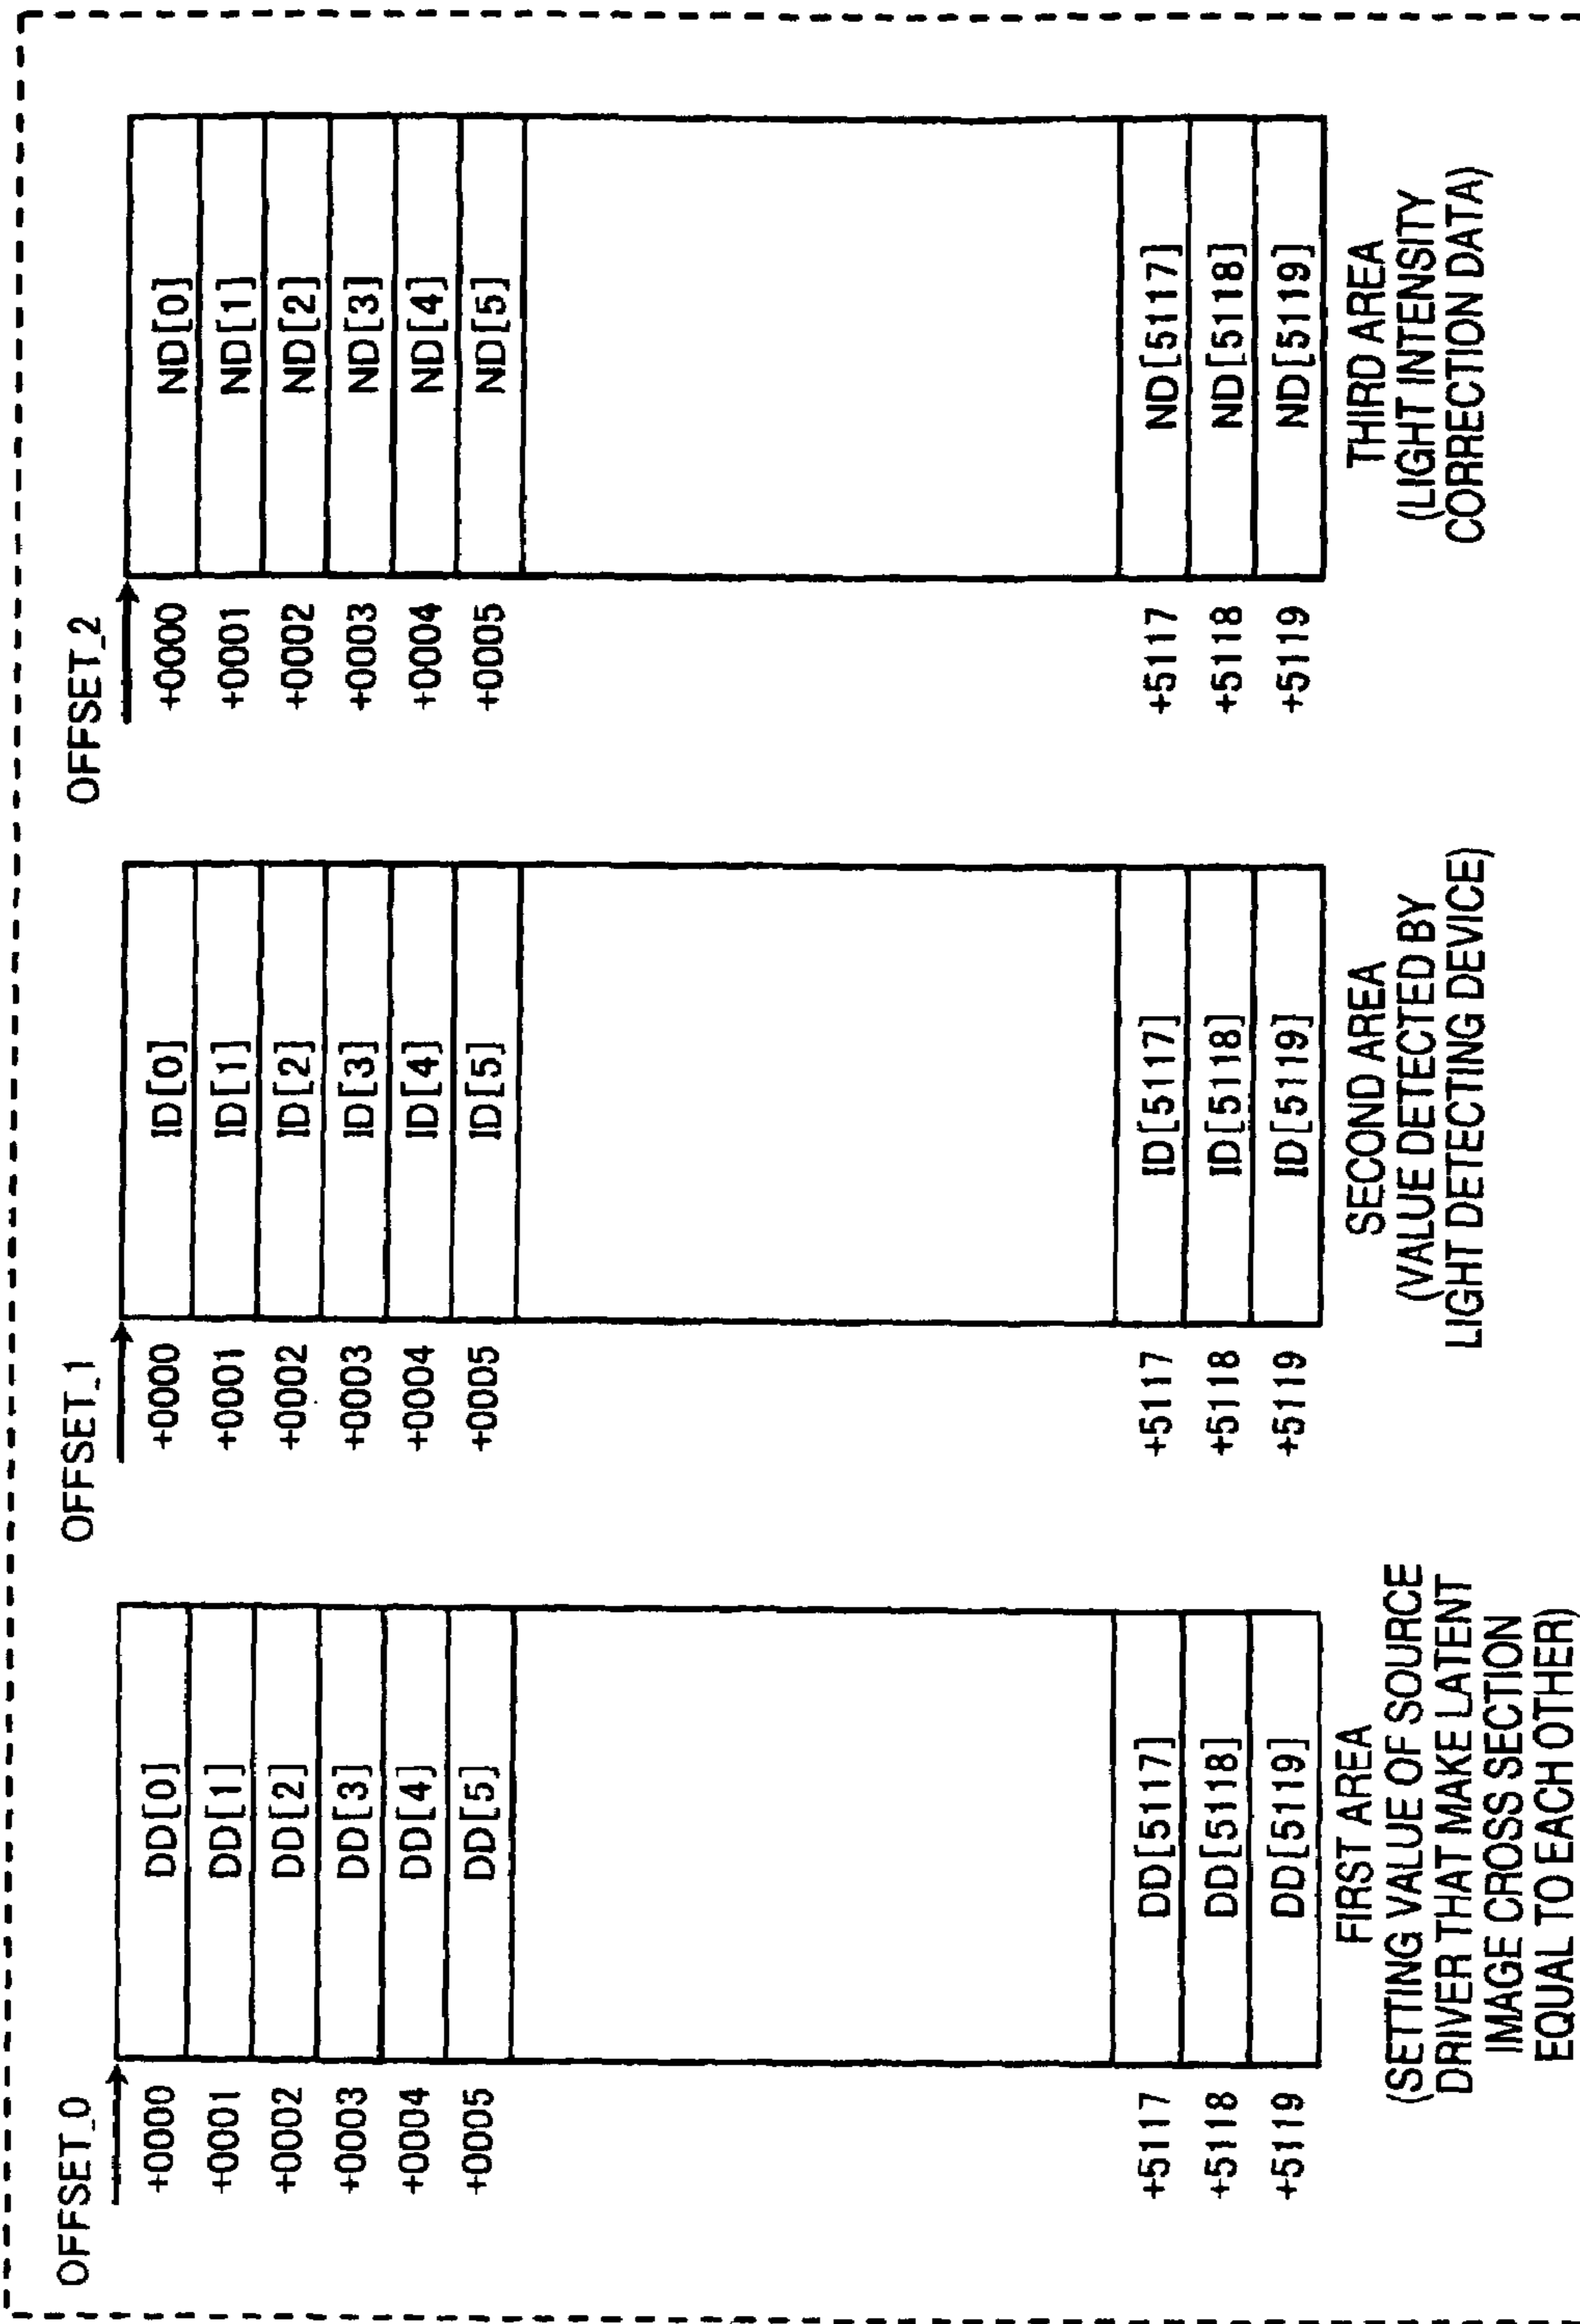 OFFSET_0
+0000 DD[0]
+0001 DD[1]
+0002 DD[2]
+0003 DD[3]
+0004 DD[4]
+0005 DD[5]
+5117 DD[5117]
+5118 DD[5118]
+5119 DD[5119]
FIRST AREA
(SETTING VALUE OF SOURCE
DRIVER THAT MAKE LATENT
IMAGE CROSS SECTION
EQUAL TO EACH OTHER)
OFFSET_1
+0000 ID[0]
+0001 ID[1]
+0002 ID[2]
+0003 ID[3]
+0004 ID[4]
+0005 ID[5]
+5117 ID[5117]
+5118 ID[5118]
+5119 ID[5119]
SECOND AREA
(VALUE DETECTED BY
LIGHT DETECTING DEVICE)
OFFSET_2
+0000 ND[0]
+0001 ND[1]
+0002 ND[2]
+0003 ND[3]
+0004 ND[4]
+0005 ND[5]
+5117 ND[5117]
+5118 ND[5118]
+5119 ND[5119]
THIRD AREA
(LIGHT INTENSITY
CORRECTION DATA)